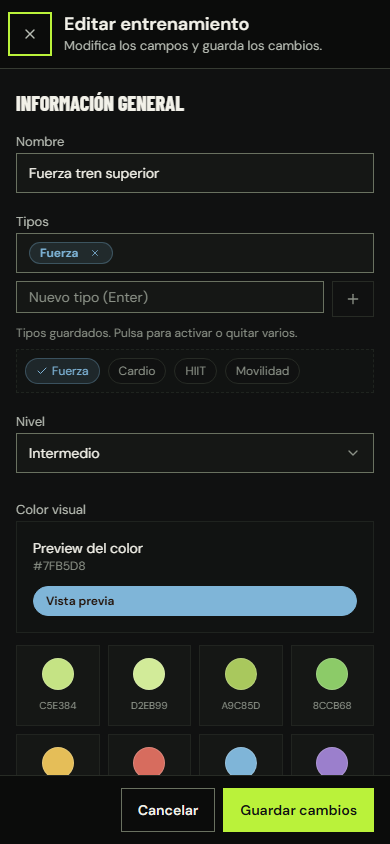 Editar entrenamiento
Modifica los campos y guarda los cambios.
INFORMACIÓN GENERAL
Nombre
Fuerza tren superior
Tipos
Fuerza
Nuevo tipo (Enter)
Tipos guardados. Pulsa para activar o quitar varios.
Fuerza Cardio HIIT Movilidad
Nivel
Intermedio
Color visual
Preview del color
#7FB5D8
Vista previa
C5E384 D2EB99 A9C85D 8CCB68
Cancelar Guardar cambios